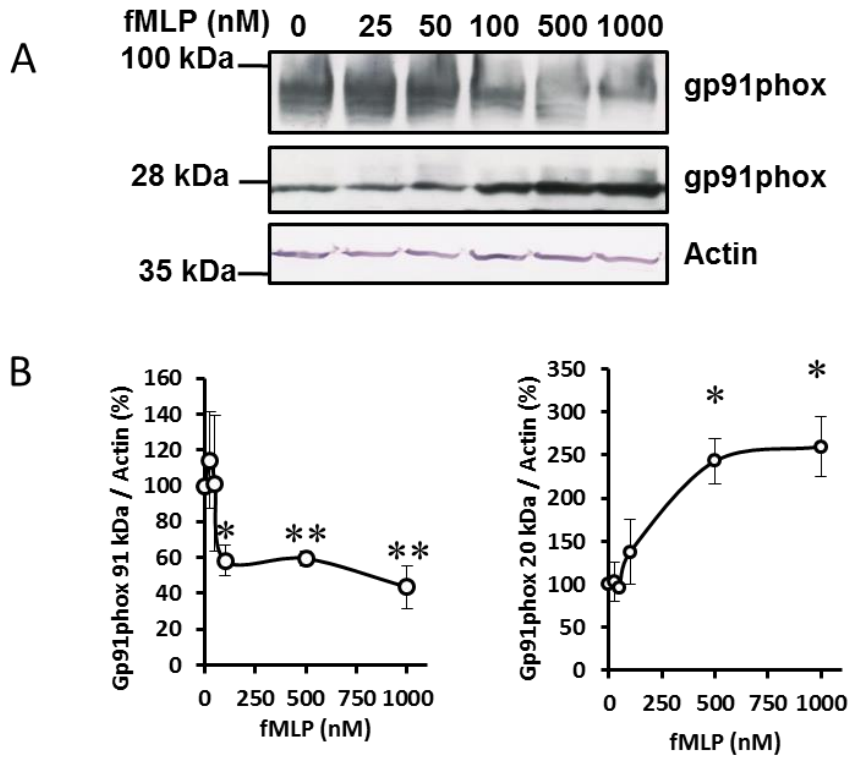 A
fMLP (nM) 0 25 50 100 500 1000
100 kDa
gp91phox
28 kDa
gp91phox
35 kDa
Actin
B
Gp91phox 91 kDa / Actin (%)
160
140
120
100
80
60
40
20
0
* ** **
0 250 500 750 1000
fMLP (nM)
Gp91phox 20 kDa / Actin (%)
350
300
250
200
150
100
50
0
* *
0 250 500 750 1000
fMLP (nM)